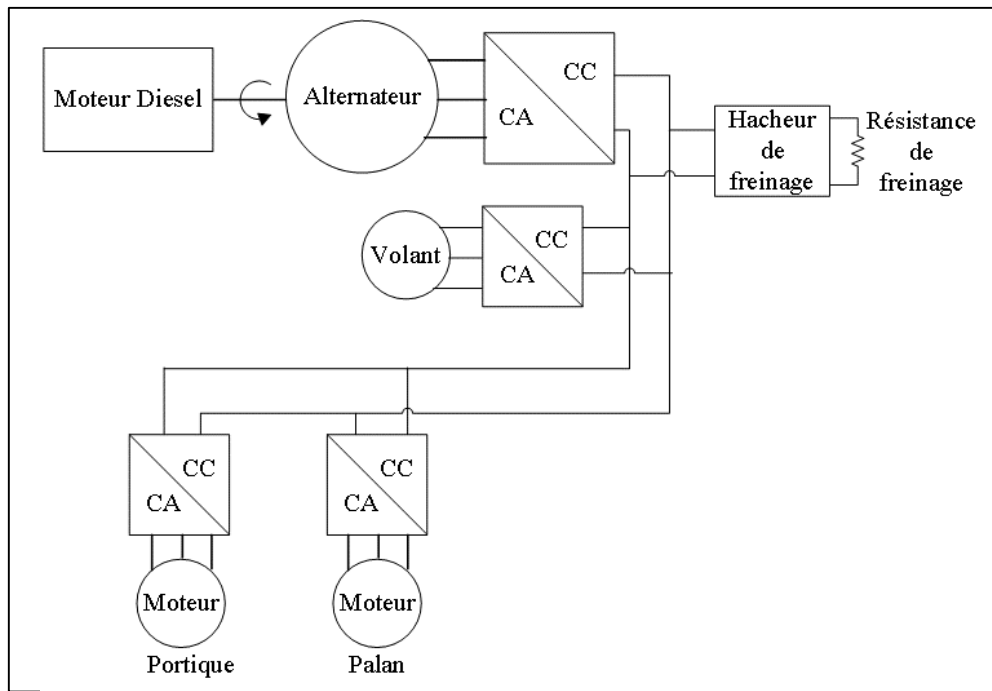 Moteur Diesel
Alternateur
CC
CA
Hacheur
de
freinage
Résistance
de
freinage
Volant
CC
CA
CC
CA
CC
CA
Moteur
Moteur
Portique
Palan